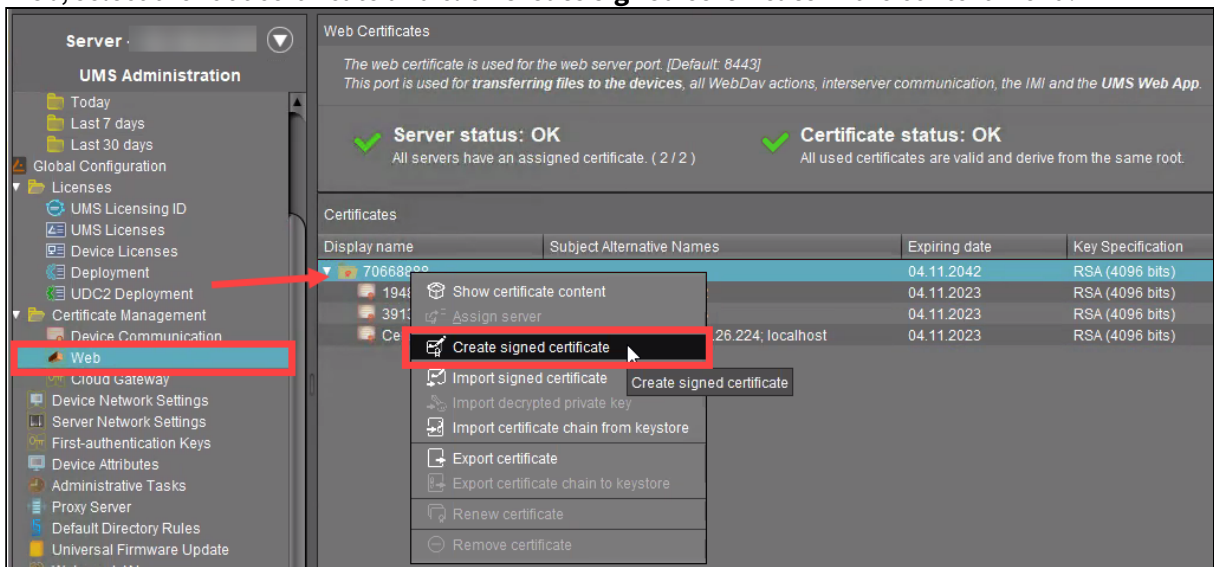 Server ·
UMS Administration
Today
Last 7 days
Last 30 days
Global Configuration
Licenses
UMS Licensing ID
UMS Licenses
Device Licenses
Deployment
UDC2 Deployment
Certificate Management
Device Communication
Web
Cloud Gateway
Device Network Settings
Server Network Settings
First-authentication Keys
Device Attributes
Administrative Tasks
Proxy Server
Default Directory Rules
Universal Firmware Update
Web Certificates
The web certificate is used for the web server port. [Default: 8443]
This port is used for transferring files to the devices, all WebDav actions, interserver communication, the IMI and the UMS Web App.
Server status: OK
All servers have an assigned certificate. ( 2 / 2 )
Certificate status: OK
All used certificates are valid and derive from the same root.
Certificates
Display name Subject Alternative Names Expiring date Key Specification
70668888 04.11.2042 RSA (4096 bits)
194 04.11.2023 RSA (4096 bits)
391 04.11.2023 RSA (4096 bits)
Ce 26.224; localhost 04.11.2023 RSA (4096 bits)
Show certificate content
Assign server
Create signed certificate
Import signed certificate
Create signed certificate
Import decrypted private key
Import certificate chain from keystore
Export certificate
Export certificate chain to keystore
Renew certificate
Remove certificate